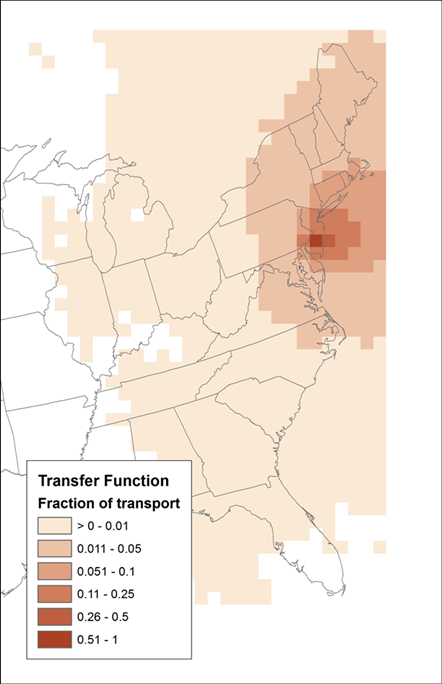 Transfer Function
Fraction of transport
> 0 - 0.01
0.011 - 0.05
0.051 - 0.1
0.11 - 0.25
0.26 - 0.5
0.51 - 1